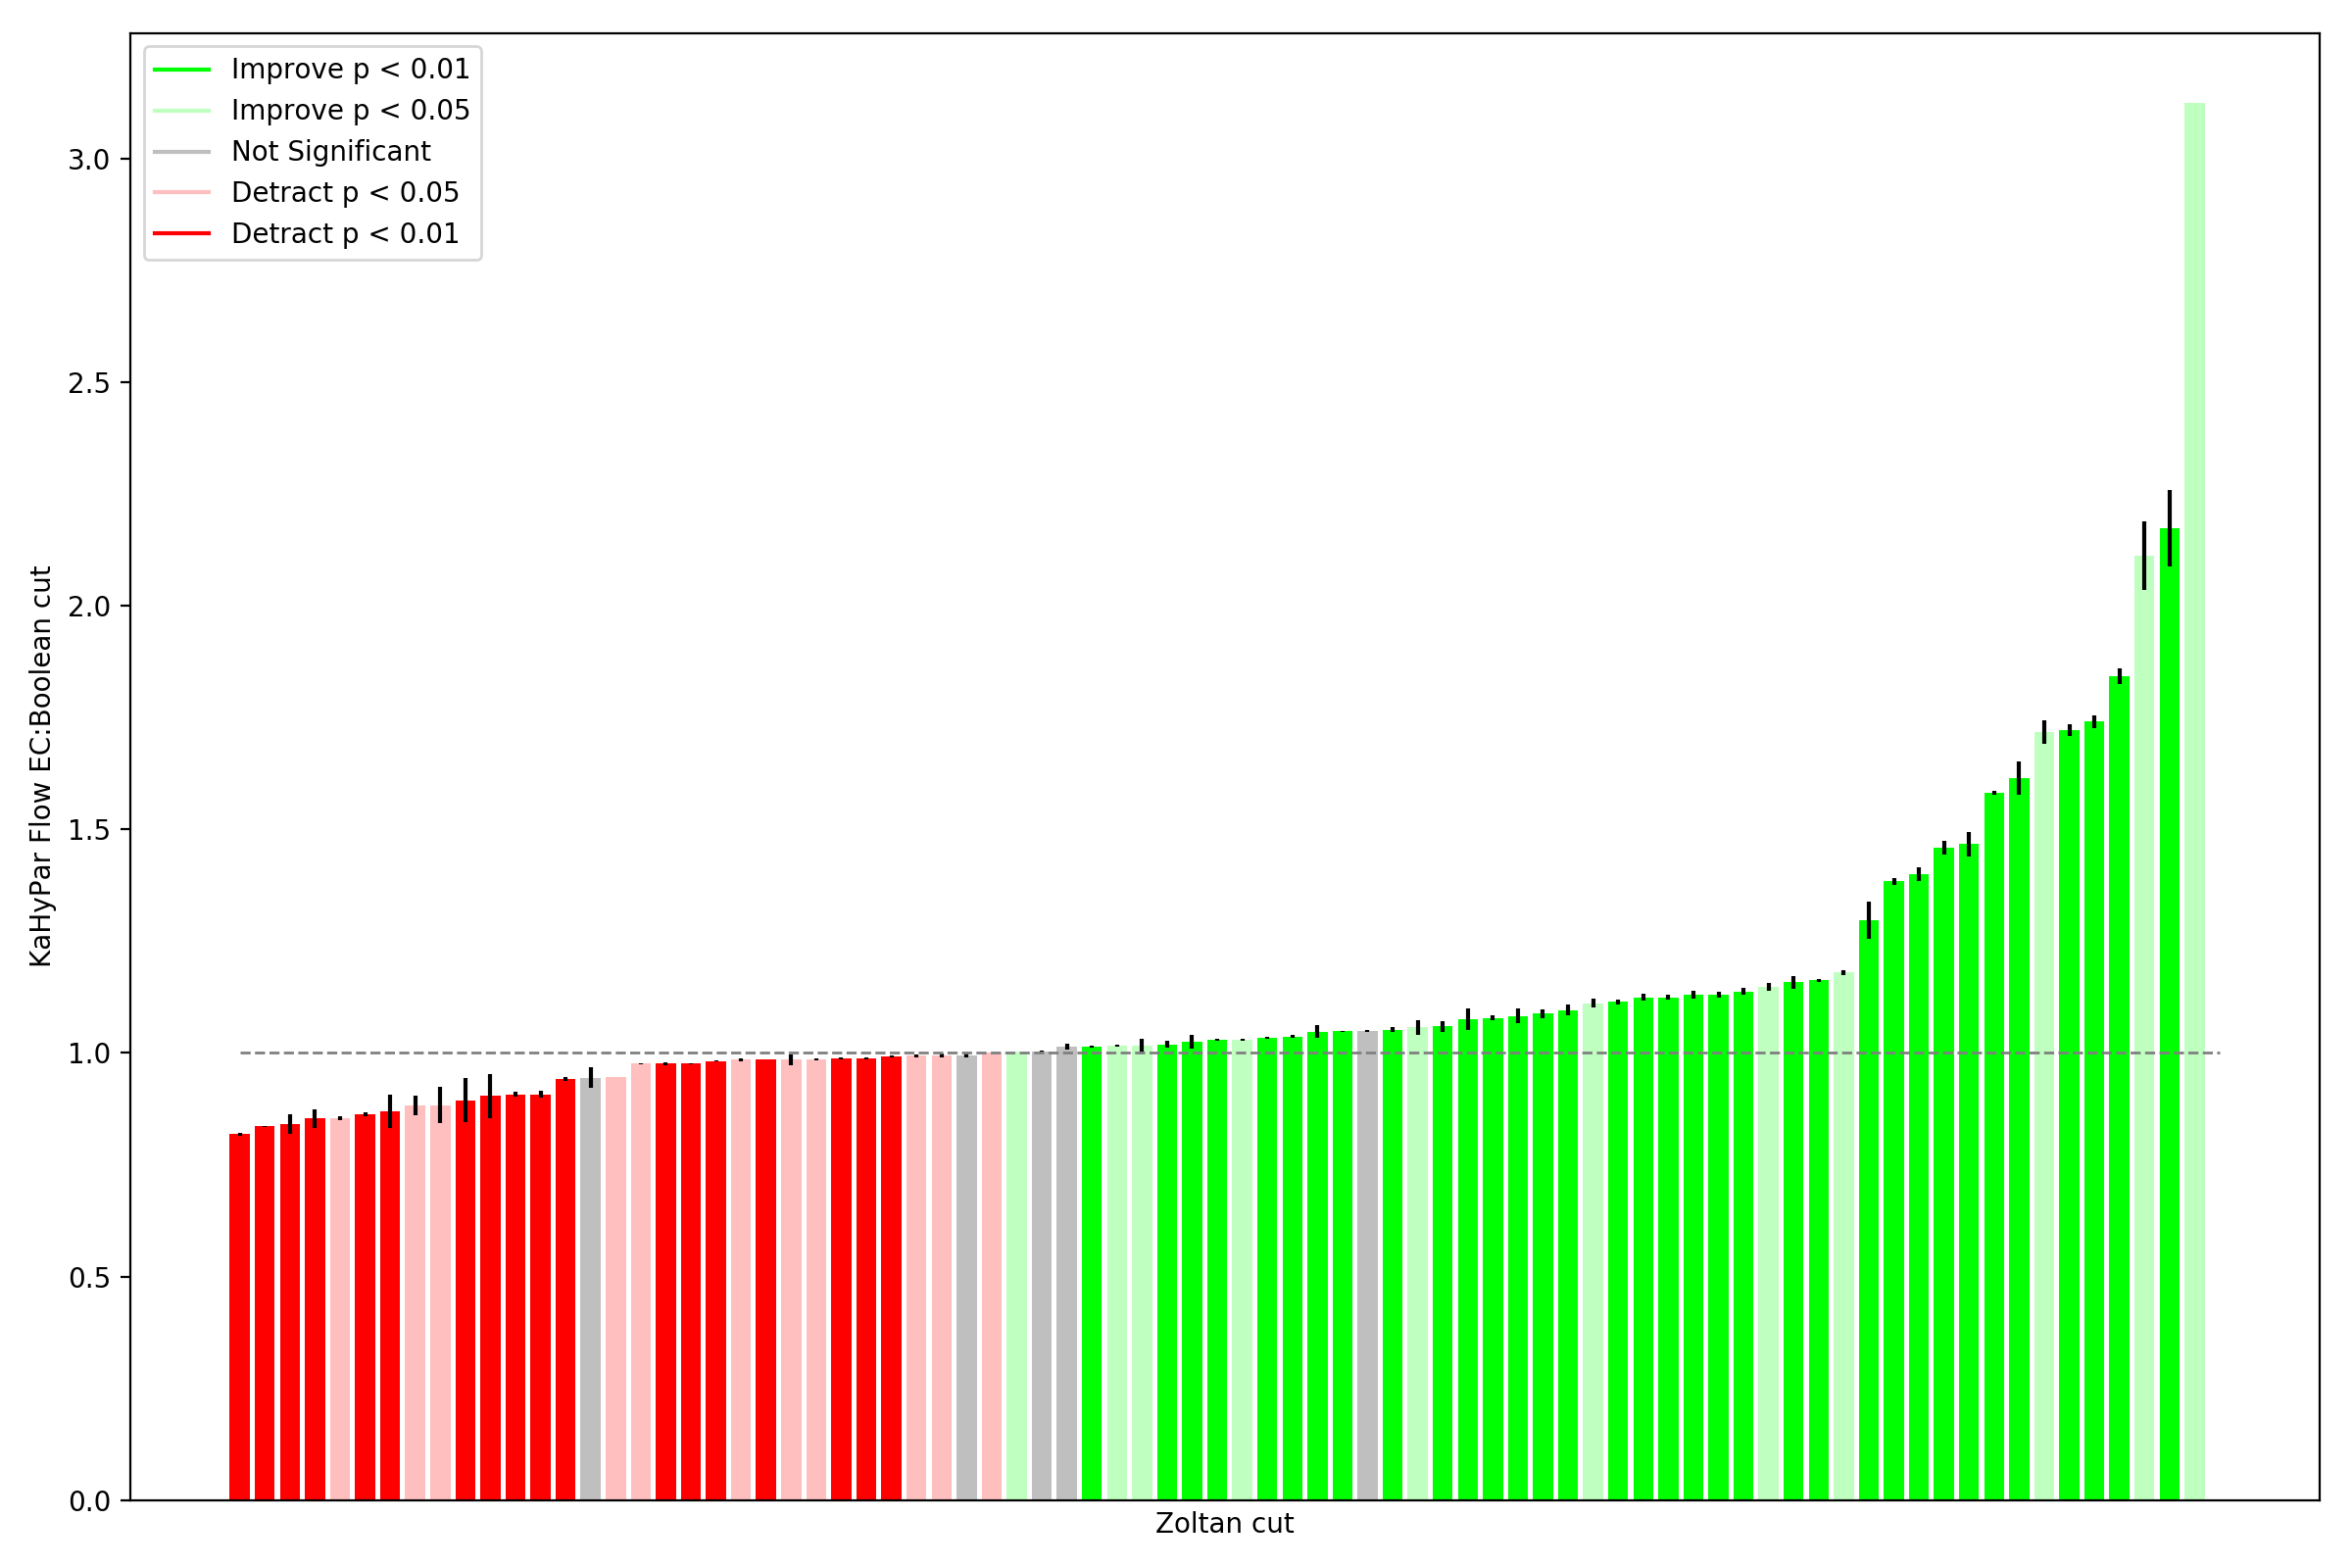 Improve p < 0.01
Improve p < 0.05
Not Significant
Detract p < 0.05
Detract p < 0.01
3.0
2.5
2.0
1.5
1.0
0.5
0.0
KaHyPar Flow EC:Boolean cut
Zoltan cut